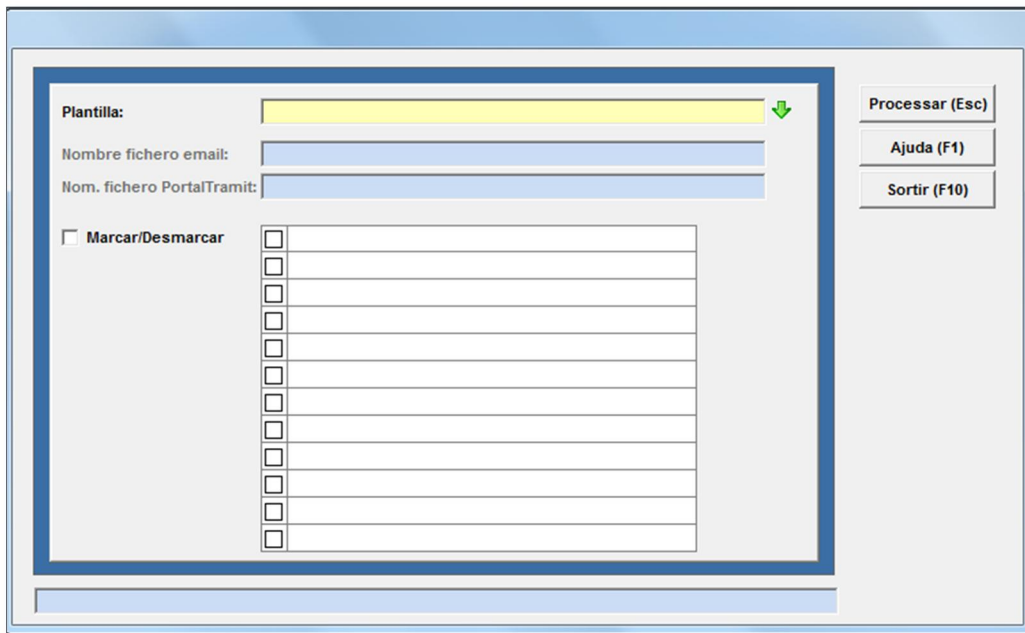 Plantilla:
Nombre fichero email:
Nom. fichero PortalTramit:
Marcar/Desmarcar
Processar (Esc)
Ajuda (F1)
Sortir (F10)